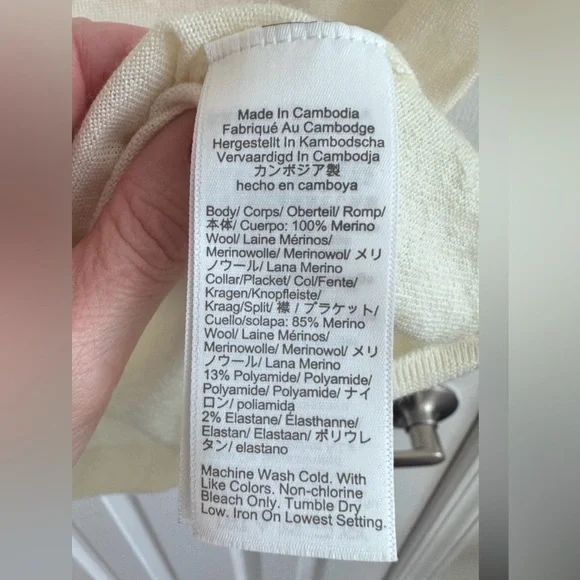 Made In Cambodia
Fabriqué Au Cambodge
Hergestellt In Kambodscha
Vervaardigd In Cambodja
カンボジア製
hecho en camboya
Body/ Corps/ Oberteil/ Romp/
本体/ Cuerpo: 100% Merino
Wool/ Laine Mérinos/
Merinowolle/ Merinowol/ メリ
ノウール/ Lana Merino
Collar/Placket/ Col/Fente/
Kragen/Knopfleiste/
Kraag/Split/ 襟 / プラケット/
Cuello/solapa: 85% Merino
Wool/ Laine Mérinos/
Merinowolle/ Merinowol/ メリ
ノウール/ Lana Merino
13% Polyamide/ Polyamide/
Polyamide/ Polyamide/ ナイ
ロン/ poliamida
2% Elastane/ Élasthanne/
Elastan/ Elastaan/ ポリウレ
タン/ elastano
Machine Wash Cold. With
Like Colors. Non-chlorine
Bleach Only. Tumble Dry
Low. Iron On Lowest Setting.